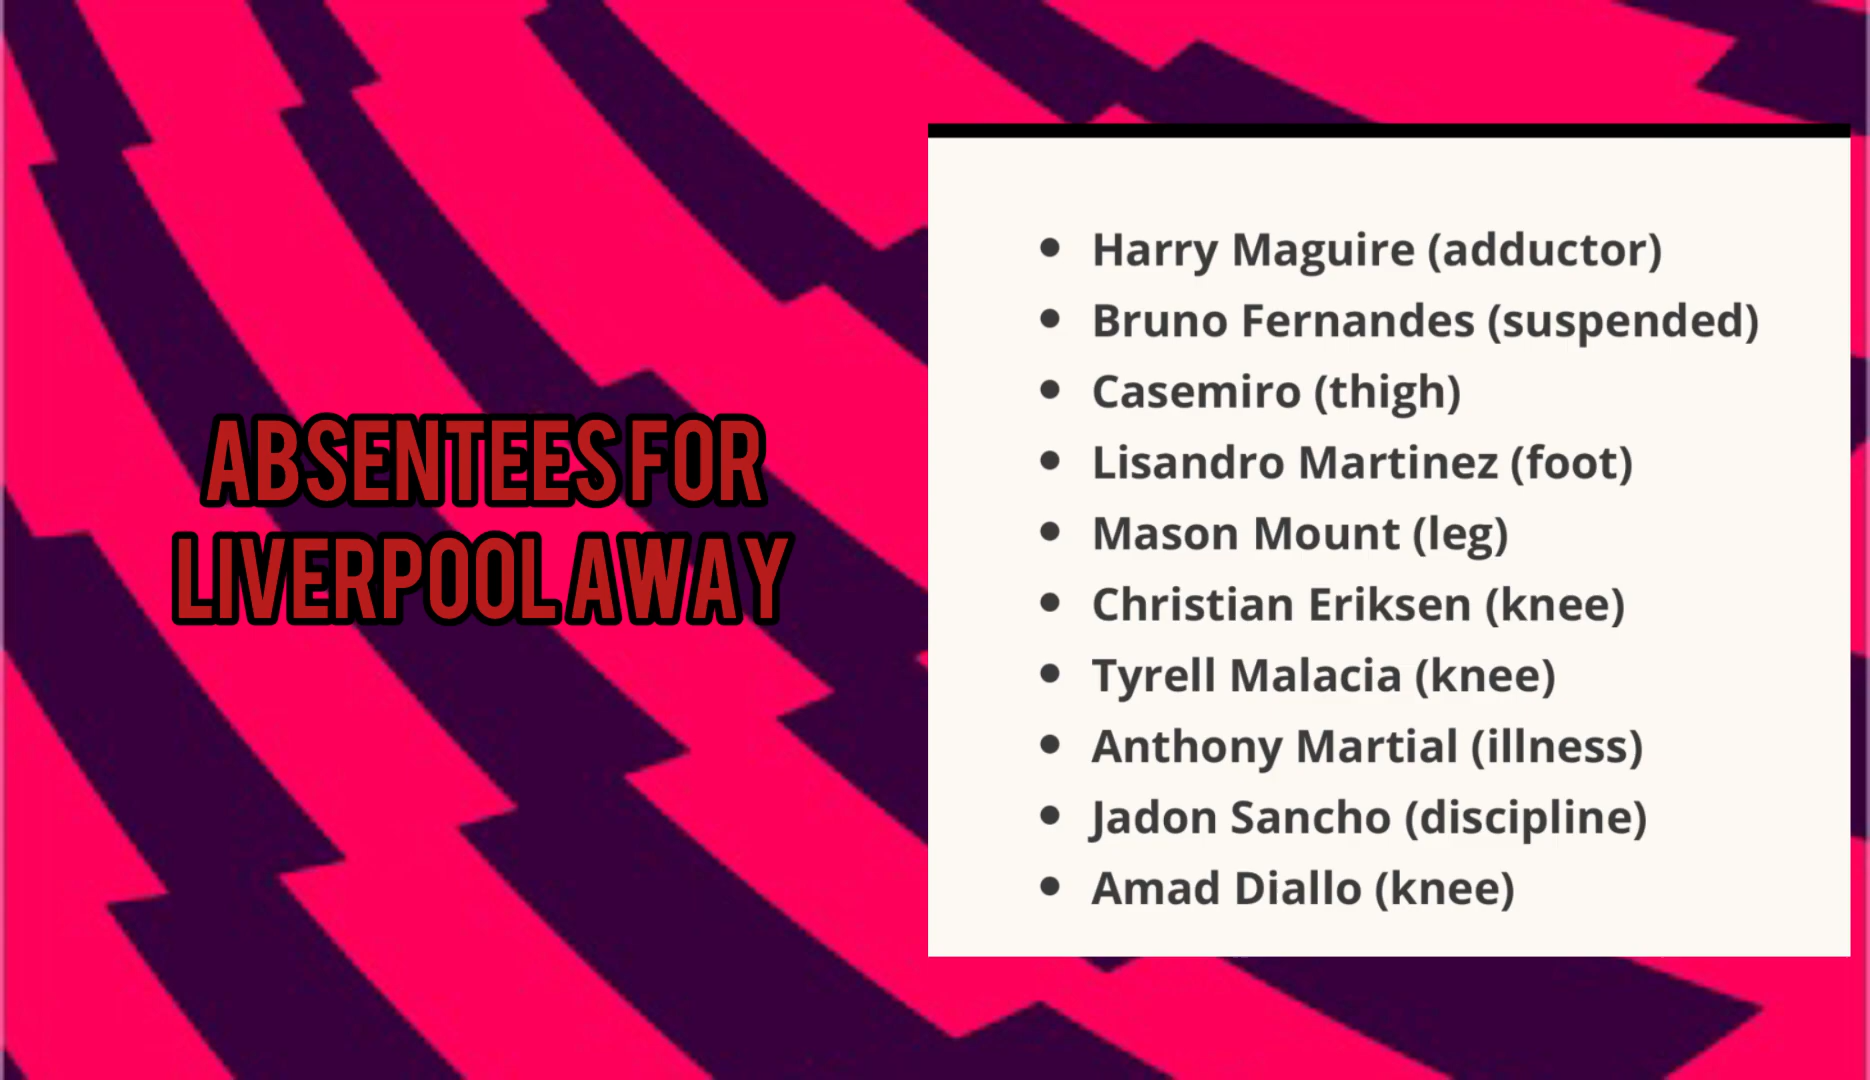 ABSENTEES FOR
LIVERPOOL AWAY
• Harry Maguire (adductor)
• Bruno Fernandes (suspended)
• Casemiro (thigh)
• Lisandro Martinez (foot)
• Mason Mount (leg)
• Christian Eriksen (knee)
• Tyrell Malacia (knee)
• Anthony Martial (illness)
• Jadon Sancho (discipline)
• Amad Diallo (knee)